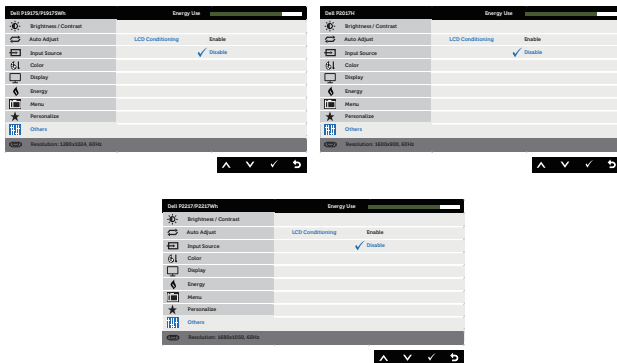 Dell P1917S/P1917SWh Energy Use
Brightness / Contrast
Auto Adjust LCD Conditioning Enable
Input Source Disable
Color
Display
Energy
Menu
Personalize
Others
Resolution: 1280x1024, 60Hz
Dell P2017H Energy Use
Brightness / Contrast
Auto Adjust LCD Conditioning Enable
Input Source Disable
Color
Display
Energy
Menu
Personalize
Others
Resolution: 1600x900, 60Hz
Dell P2217/P2217Wh Energy Use
Brightness / Contrast
Auto Adjust LCD Conditioning Enable
Input Source Disable
Color
Display
Energy
Menu
Personalize
Others
Resolution: 1680x1050, 60Hz